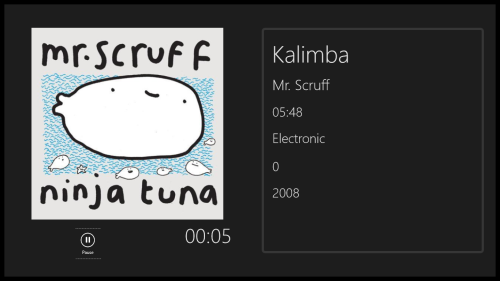 mr.scruff
ninja tuna
Pause
00:05
Kalimba
Mr. Scruff
05:48
Electronic
0
2008